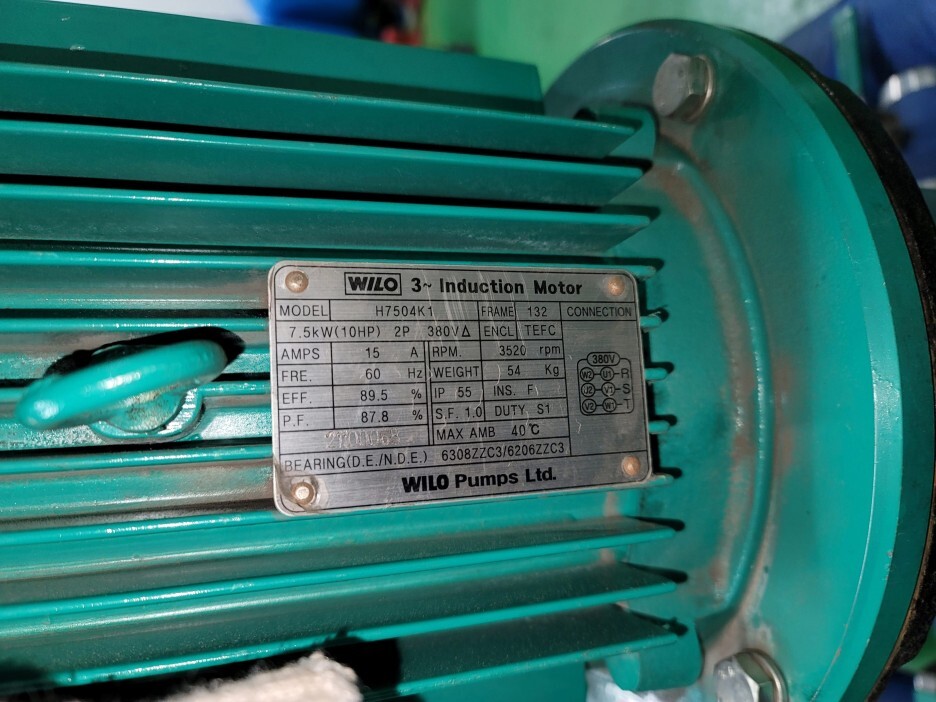 WILO 3~ Induction Motor
MODEL H7504K1 FRAME 132 CONNECTION
7.5kW(10HP) 2P 380V△ ENCL TEFC
AMPS 15 A RPM. 3520 rpm
FRE. 60 Hz WEIGHT 54 Kg
EFF. 89.5 % IP 55 INS. F
P.F. 87.8 % S.F. 1.0 DUTY. S1
MAX AMB 40℃
BEARING(D.E./N.D.E.) 6308ZZC3/6206ZZC3
WILO Pumps Ltd.
380V
W2 U1 R
U2 V1 S
V2 W1 T